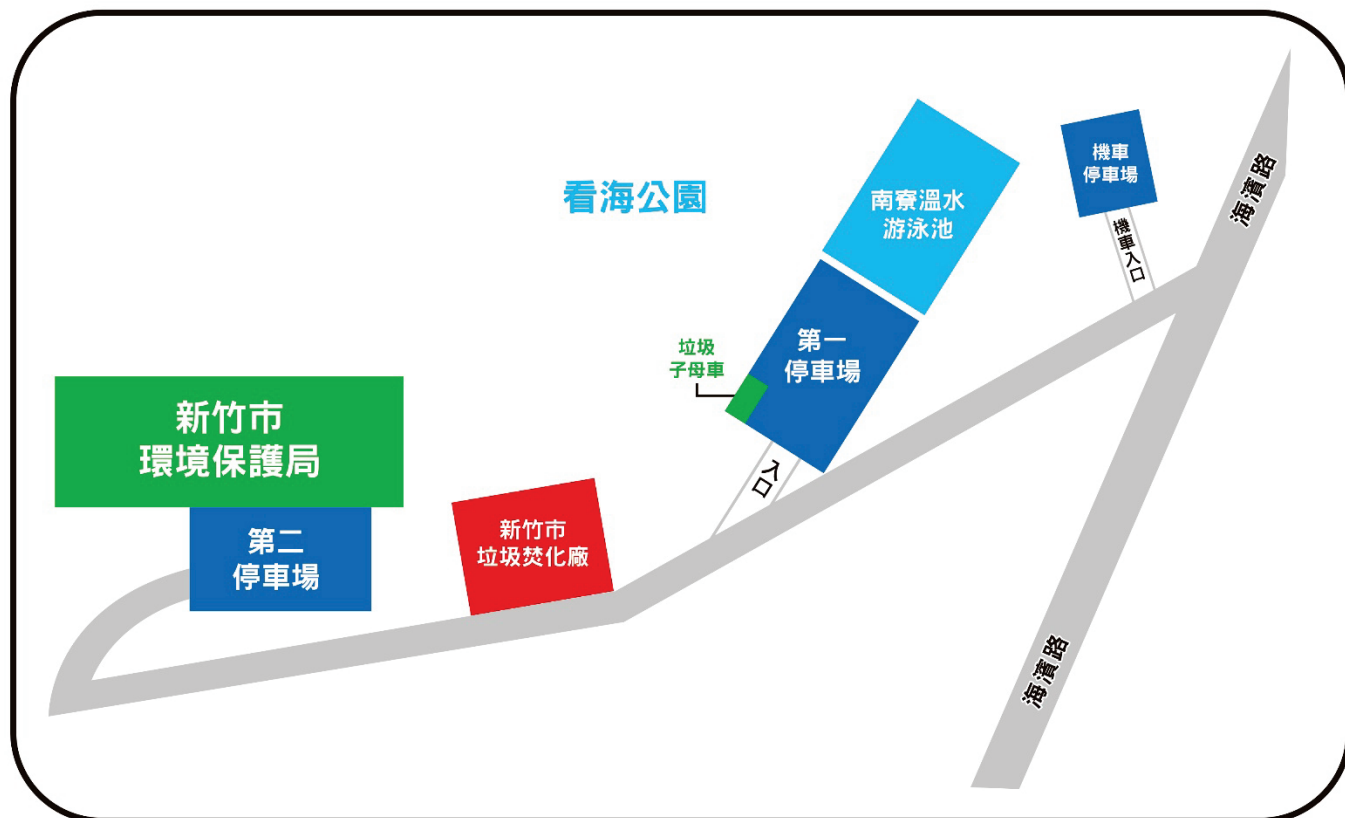 看海公園
南寮溫水
游泳池
機車
停車場
機車入口
海濱路
第一
停車場
垃圾
子母車
入口
新竹市
環境保護局
第二
停車場
新竹市
垃圾焚化廠
海濱路